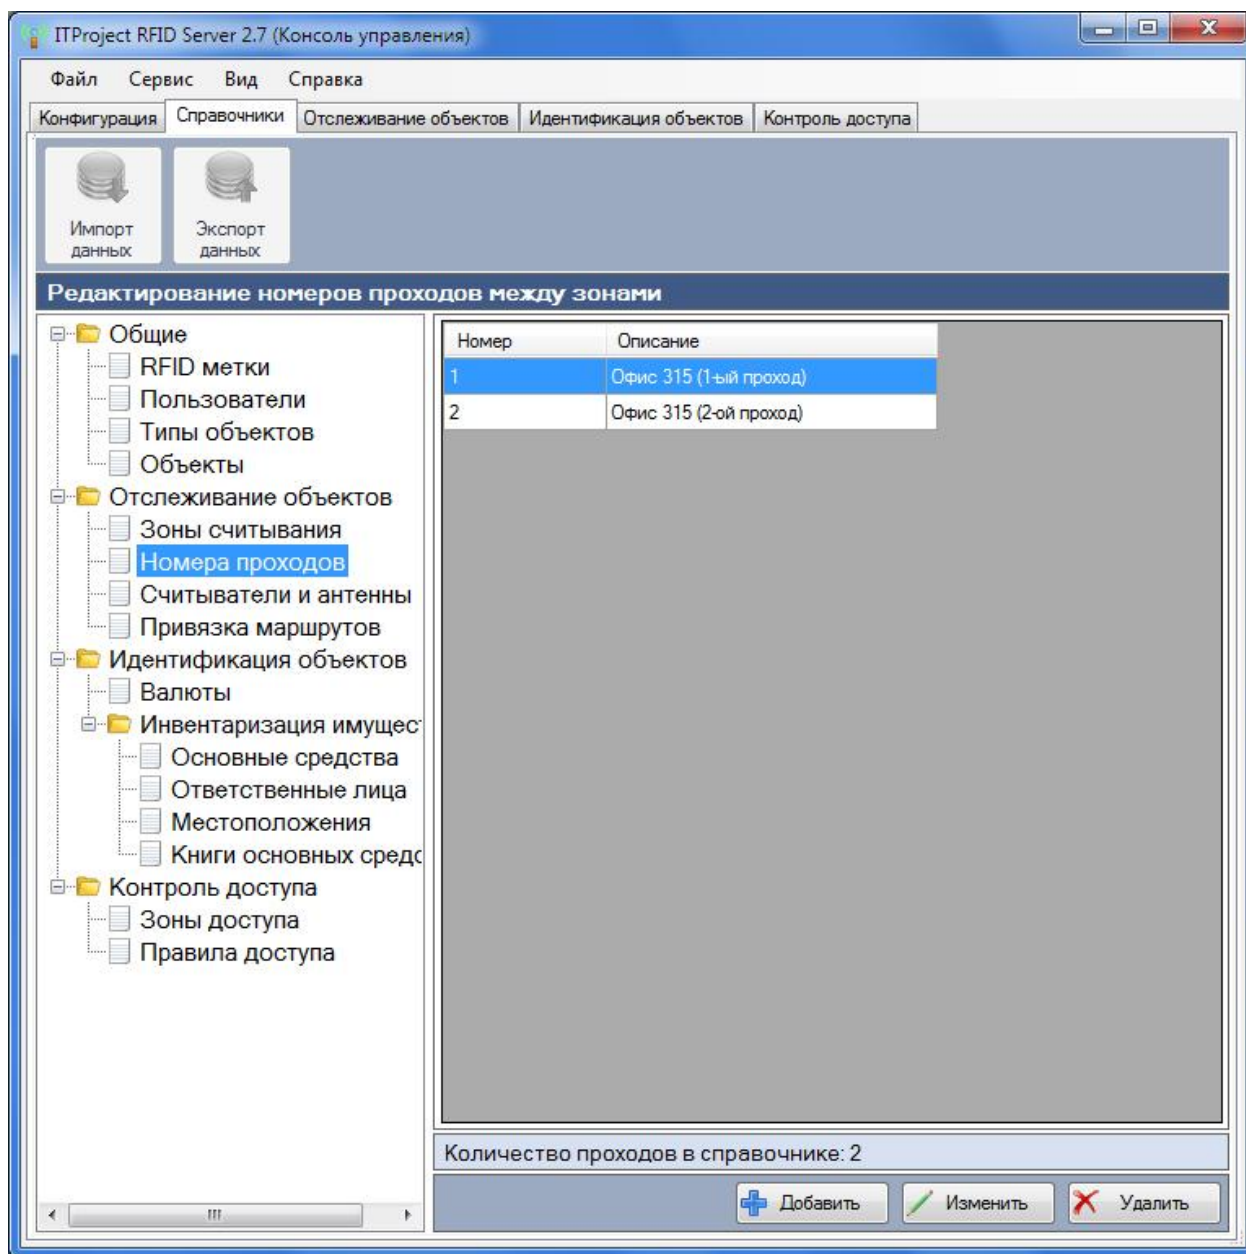 ITProject RFID Server 2.7 (Консоль управления)
Файл Сервис Вид Справка
Конфигурация Справочники Отслеживание объектов Идентификация объектов Контроль доступа
Импорт данных
Экспорт данных
Редактирование номеров проходов между зонами
Общие
RFID метки
Пользователи
Типы объектов
Объекты
Отслеживание объектов
Зоны считывания
Номера проходов
Считыватели и антенны
Привязка маршрутов
Идентификация объектов
Валюты
Инвентаризация имущес
Основные средства
Ответственные лица
Местоположения
Книги основных средс
Контроль доступа
Зоны доступа
Правила доступа
Номер Описание
1 Офис 315 (1-ый проход)
2 Офис 315 (2-ой проход)
Количество проходов в справочнике: 2
Добавить Изменить Удалить